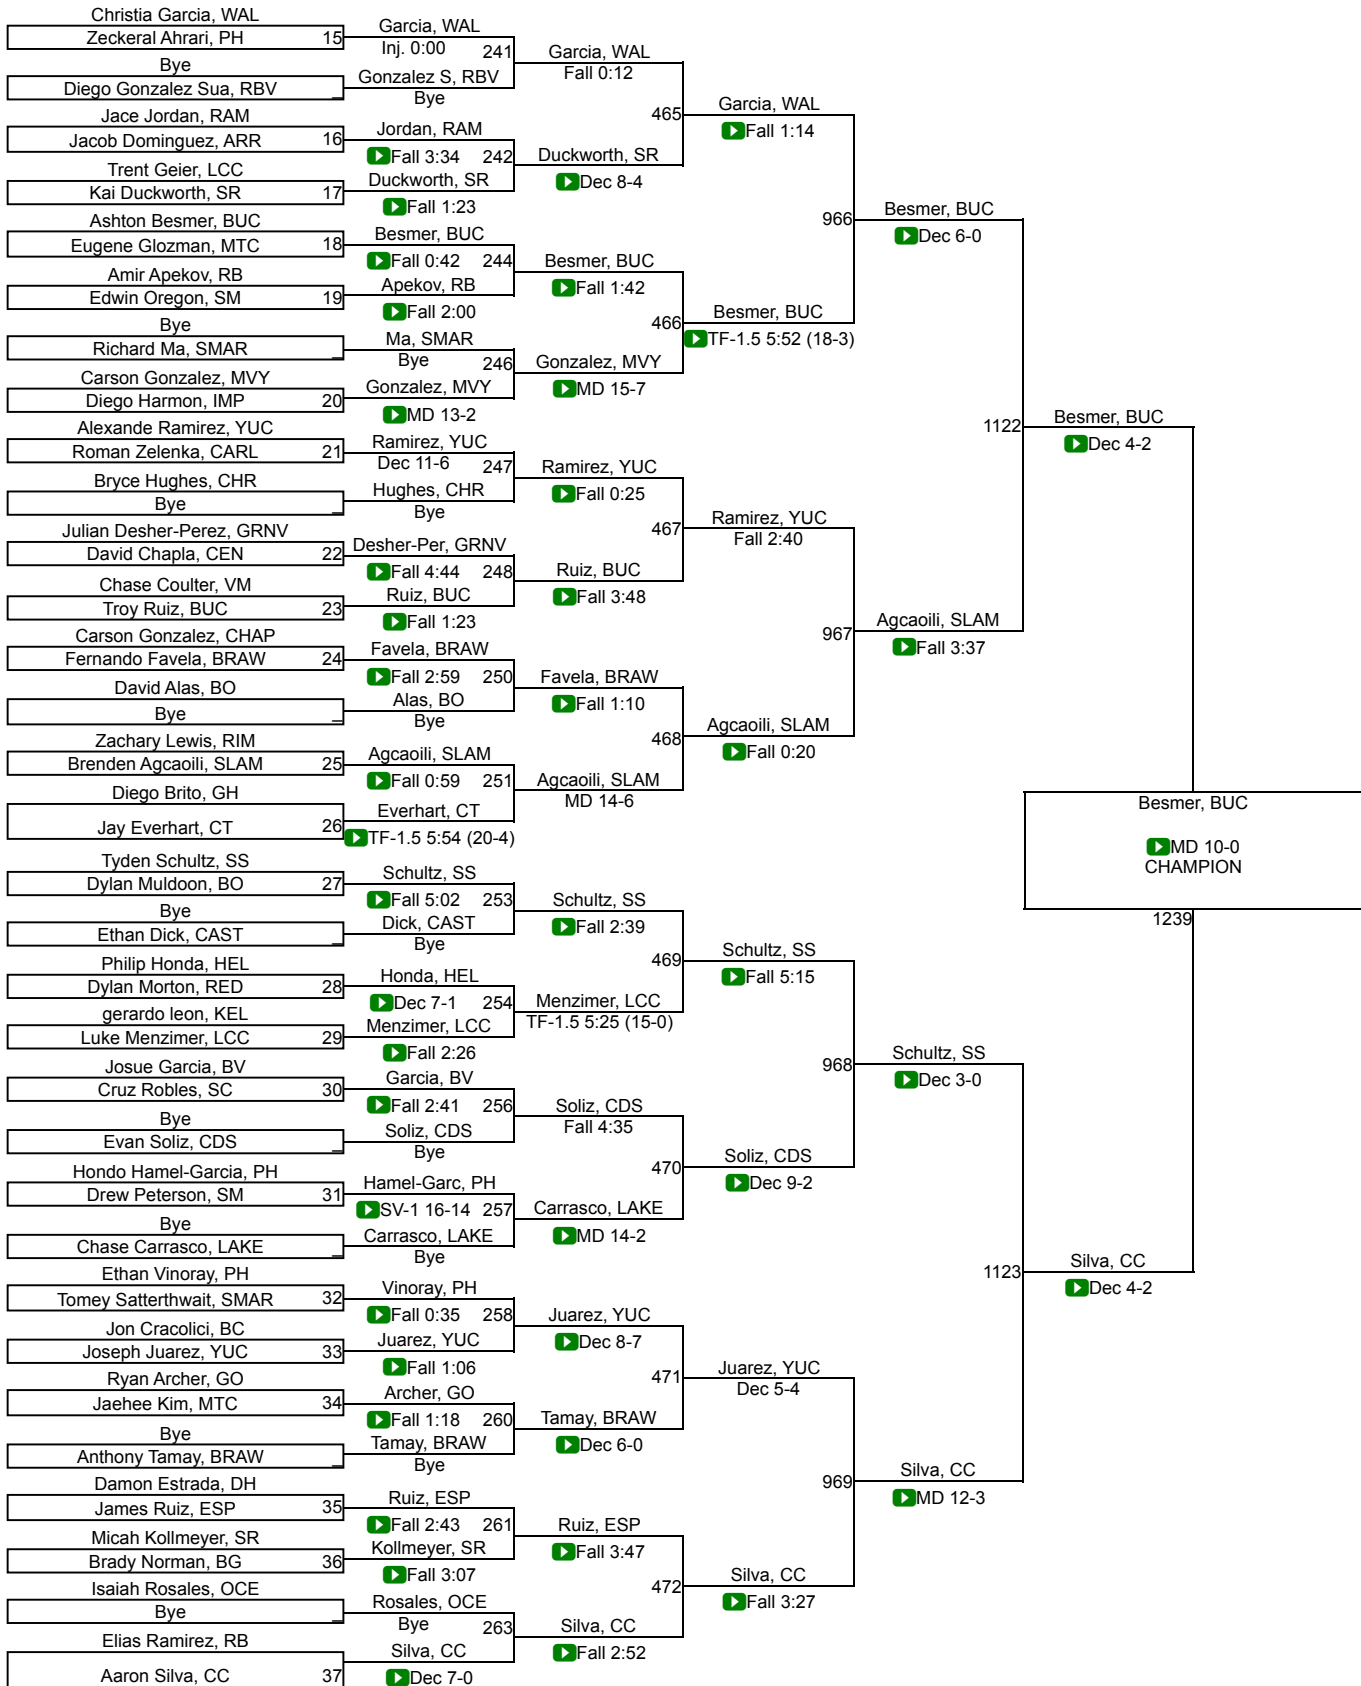 Christia Garcia, WAL
Zeckeral Ahrari, PH 15
Bye
Diego Gonzalez Sua, RBV _
Jace Jordan, RAM
Jacob Dominguez, ARR 16
Trent Geier, LCC
Kai Duckworth, SR 17
Ashton Besmer, BUC
Eugene Glozman, MTC 18
Amir Apekov, RB
Edwin Oregon, SM 19
Bye
Richard Ma, SMAR _
Carson Gonzalez, MVY
Diego Harmon, IMP 20
Alexande Ramirez, YUC
Roman Zelenka, CARL 21
Bryce Hughes, CHR
Bye _
Julian Desher-Perez, GRNV
David Chapla, CEN 22
Chase Coulter, VM
Troy Ruiz, BUC 23
Carson Gonzalez, CHAP
Fernando Favela, BRAW 24
David Alas, BO
Bye _
Zachary Lewis, RIM
Brenden Agcaoili, SLAM 25
Diego Brito, GH
Jay Everhart, CT 26
Tyden Schultz, SS
Dylan Muldoon, BO 27
Bye
Ethan Dick, CAST _
Philip Honda, HEL
Dylan Morton, RED 28
gerardo leon, KEL
Luke Menzimer, LCC 29
Josue Garcia, BV
Cruz Robles, SC 30
Bye
Evan Soliz, CDS _
Hondo Hamel-Garcia, PH
Drew Peterson, SM 31
Bye
Chase Carrasco, LAKE _
Ethan Vinoray, PH
Tomey Satterthwait, SMAR 32
Jon Cracolici, BC
Joseph Juarez, YUC 33
Ryan Archer, GO
Jaehee Kim, MTC 34
Bye
Anthony Tamay, BRAW _
Damon Estrada, DH
James Ruiz, ESP 35
Micah Kollmeyer, SR
Brady Norman, BG 36
Isaiah Rosales, OCE
Bye _
Elias Ramirez, RB
Aaron Silva, CC 37
Garcia, WAL
Inj. 0:00 241
Gonzalez S, RBV
Bye
Jordan, RAM
Fall 3:34 242
Duckworth, SR
Fall 1:23
Besmer, BUC
Fall 0:42 244
Apekov, RB
Fall 2:00
Ma, SMAR
Bye 246
Gonzalez, MVY
MD 13-2
Ramirez, YUC
Dec 11-6 247
Hughes, CHR
Bye
Desher-Per, GRNV
Fall 4:44 248
Ruiz, BUC
Fall 1:23
Favela, BRAW
Fall 2:59 250
Alas, BO
Bye
Agcaoili, SLAM
Fall 0:59 251
Everhart, CT
TF-1.5 5:54 (20-4)
Schultz, SS
Fall 5:02 253
Dick, CAST
Bye
Honda, HEL
Dec 7-1 254
Menzimer, LCC
Fall 2:26
Garcia, BV
Fall 2:41 256
Soliz, CDS
Bye
Hamel-Garc, PH
SV-1 16-14 257
Carrasco, LAKE
Bye
Vinoray, PH
Fall 0:35 258
Juarez, YUC
Fall 1:06
Archer, GO
Fall 1:18 260
Tamay, BRAW
Bye
Ruiz, ESP
Fall 2:43 261
Kollmeyer, SR
Fall 3:07
Rosales, OCE
Bye 263
Silva, CC
Dec 7-0
Garcia, WAL
Fall 0:12
465
Duckworth, SR
Dec 8-4
Besmer, BUC
Fall 1:42
466
Gonzalez, MVY
MD 15-7
Ramirez, YUC
Fall 0:25
467
Ruiz, BUC
Fall 3:48
Favela, BRAW
Fall 1:10
468
Agcaoili, SLAM
MD 14-6
Schultz, SS
Fall 2:39
469
Menzimer, LCC
TF-1.5 5:25 (15-0)
Soliz, CDS
Fall 4:35
470
Carrasco, LAKE
MD 14-2
Juarez, YUC
Dec 8-7
471
Tamay, BRAW
Dec 6-0
Ruiz, ESP
Fall 3:47
472
Silva, CC
Fall 2:52
Garcia, WAL
Fall 1:14
966
Besmer, BUC
TF-1.5 5:52 (18-3)
Ramirez, YUC
Fall 2:40
967
Agcaoili, SLAM
Fall 0:20
Schultz, SS
Fall 5:15
968
Soliz, CDS
Dec 9-2
Juarez, YUC
Dec 5-4
969
Silva, CC
Fall 3:27
Besmer, BUC
Dec 6-0
1122
Agcaoili, SLAM
Fall 3:37
Schultz, SS
Dec 3-0
1123
Silva, CC
MD 12-3
Besmer, BUC
Dec 4-2
Silva, CC
Dec 4-2
Besmer, BUC
MD 10-0
CHAMPION
1239